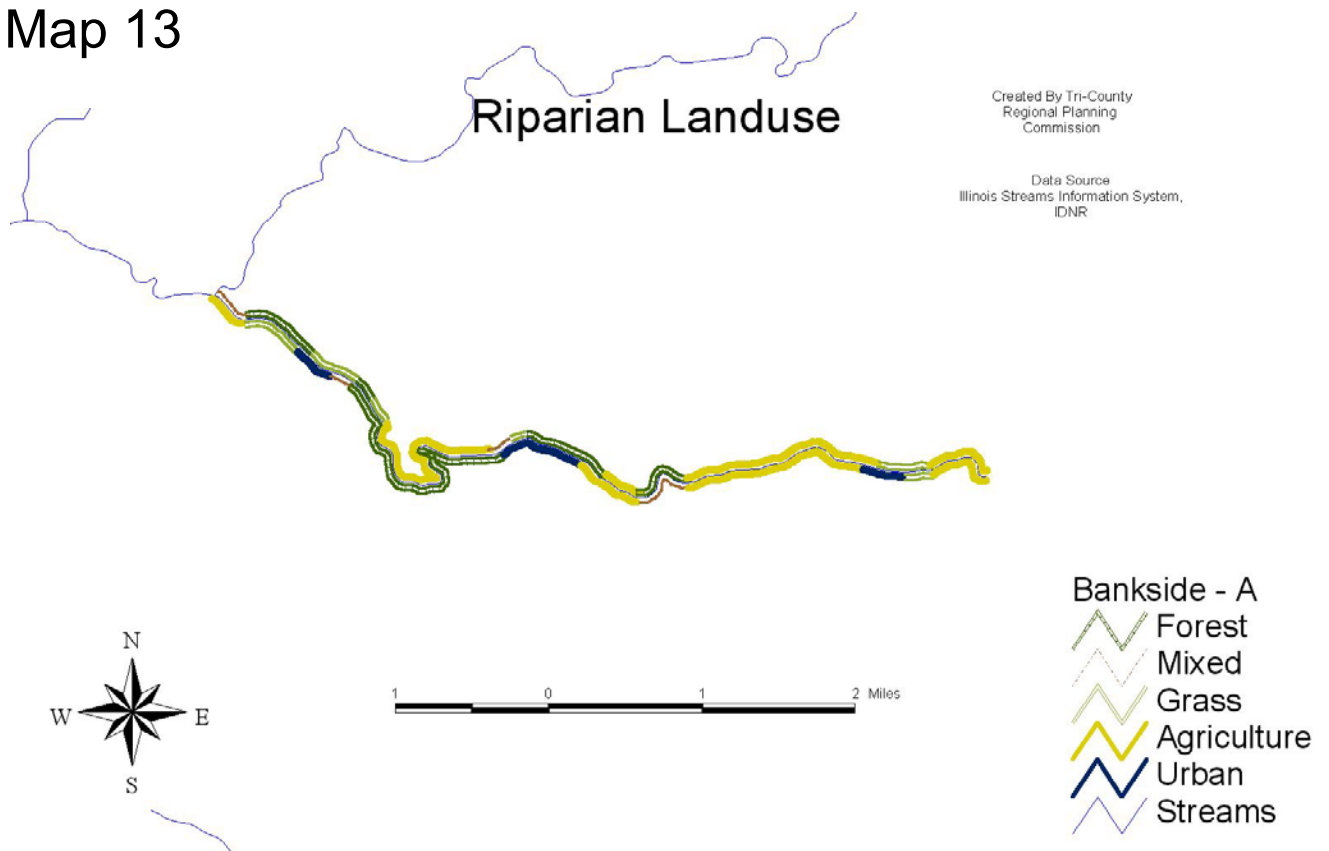 Map 13
Riparian Landuse
Created By Tri-County
Regional Planning
Commission
Data Source
Illinois Streams Information System,
IDNR
N
W
E
S
1 0 1 2 Miles
Bankside - A
Forest
Mixed
Grass
Agriculture
Urban
Streams